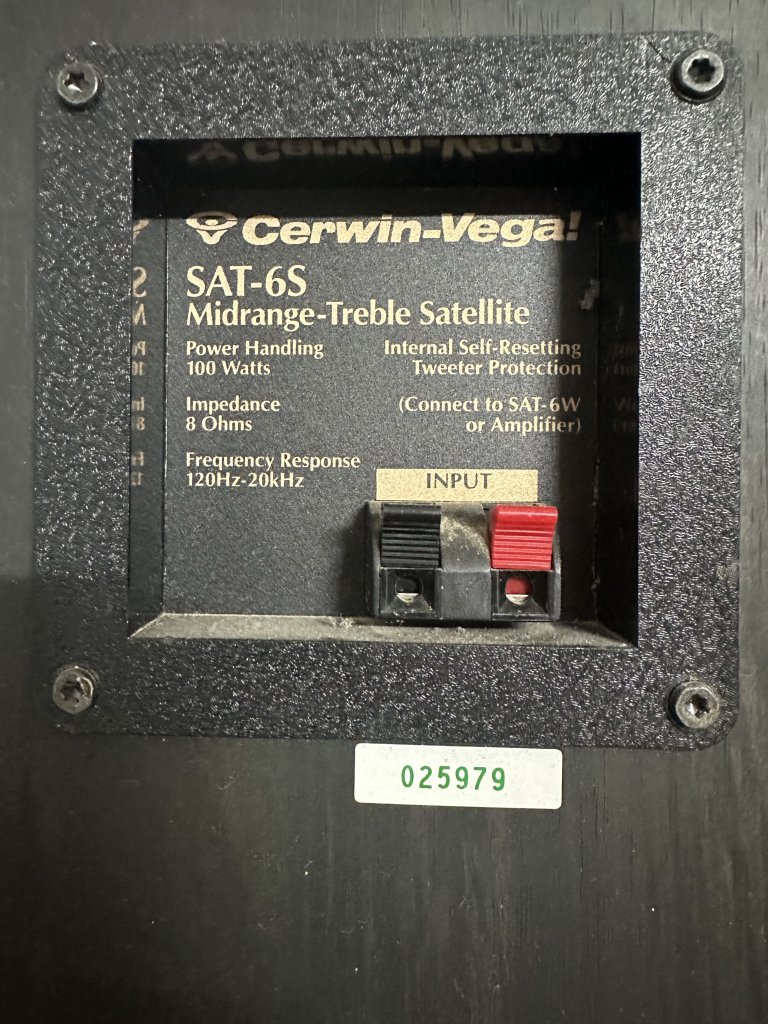 Cerwin-Vega!
SAT-6S
Midrange-Treble Satellite
Power Handling
100 Watts
Internal Self-Resetting
Tweeter Protection
Impedance
8 Ohms
(Connect to SAT-6W
or Amplifier)
Frequency Response
120Hz-20kHz
INPUT
025979